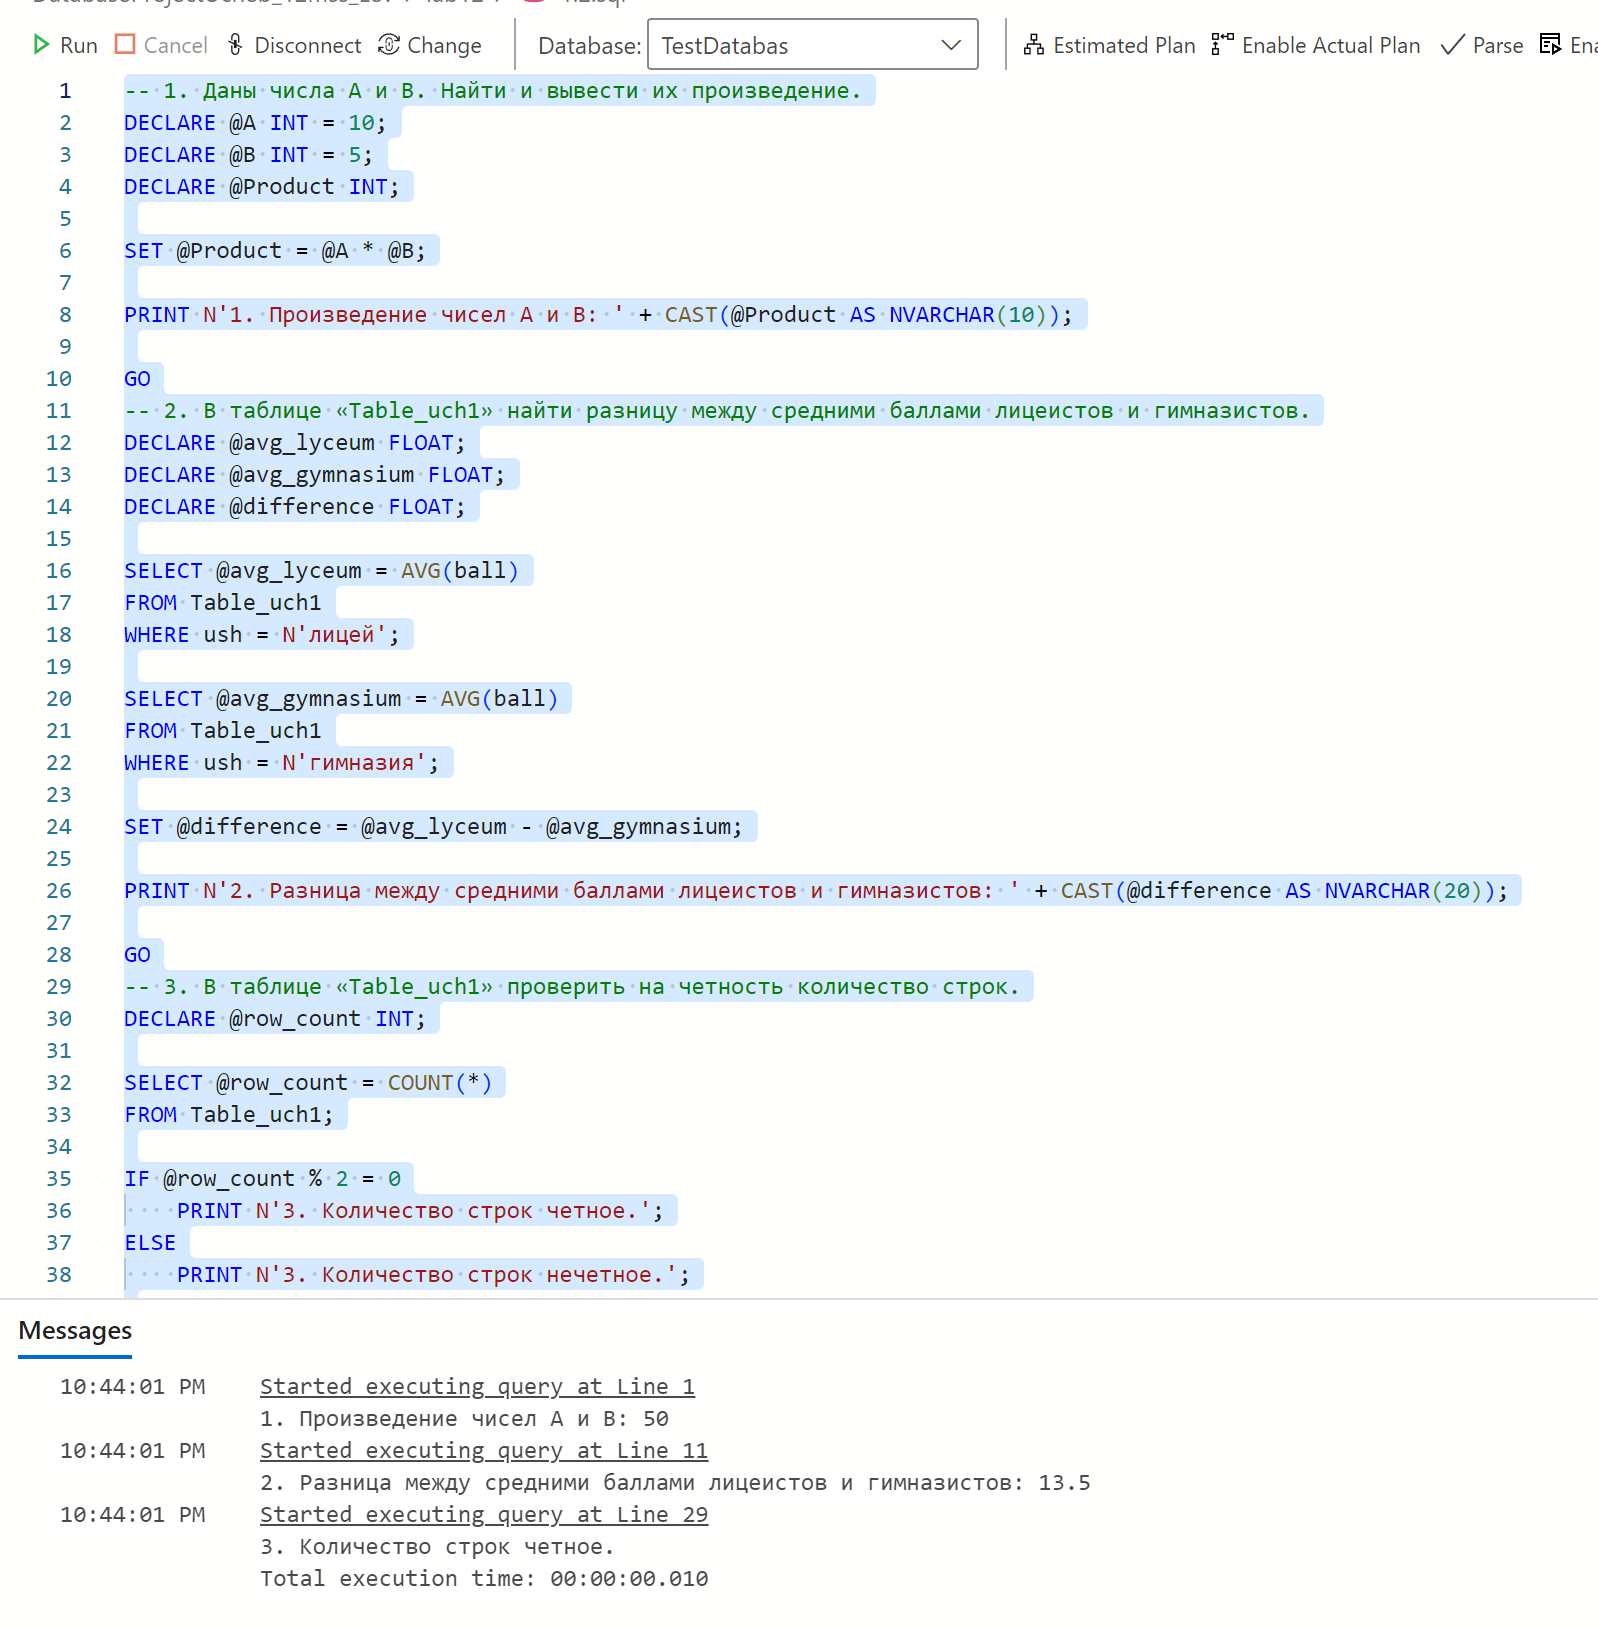 Run Cancel Disconnect Change Database: TestDatabas Estimated Plan Enable Actual Plan Parse
1 -- 1. Даны числа A и B. Найти и вывести их произведение.
2 DECLARE @A INT = 10;
3 DECLARE @B INT = 5;
4 DECLARE @Product INT;
5
6 SET @Product = @A * @B;
7
8 PRINT N'1. Произведение чисел A и B: ' + CAST(@Product AS NVARCHAR(10));
9
10 GO
11 -- 2. В таблице «Table_uch1» найти разницу между средними баллами лицеистов и гимназистов.
12 DECLARE @avg_lyceum FLOAT;
13 DECLARE @avg_gymnasium FLOAT;
14 DECLARE @difference FLOAT;
15
16 SELECT @avg_lyceum = AVG(ball)
17 FROM Table_uch1
18 WHERE ush = N'лицей';
19
20 SELECT @avg_gymnasium = AVG(ball)
21 FROM Table_uch1
22 WHERE ush = N'гимназия';
23
24 SET @difference = @avg_lyceum - @avg_gymnasium;
25
26 PRINT N'2. Разница между средними баллами лицеистов и гимназистов: ' + CAST(@difference AS NVARCHAR(20));
27
28 GO
29 -- 3. В таблице «Table_uch1» проверить на четность количество строк.
30 DECLARE @row_count INT;
31
32 SELECT @row_count = COUNT(*)
33 FROM Table_uch1;
34
35 IF @row_count % 2 = 0
36 PRINT N'3. Количество строк четное.';
37 ELSE
38 PRINT N'3. Количество строк нечетное.';
Messages
10:44:01 PM Started executing query at Line 1
1. Произведение чисел A и B: 50
10:44:01 PM Started executing query at Line 11
2. Разница между средними баллами лицеистов и гимназистов: 13.5
10:44:01 PM Started executing query at Line 29
3. Количество строк четное.
Total execution time: 00:00:00.010